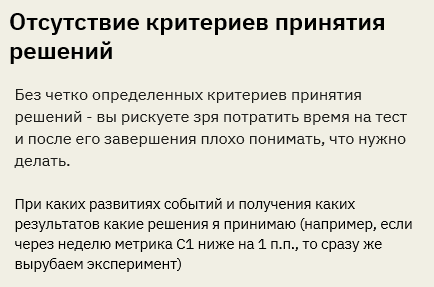 Отсутствие критериев принятия
решений
Без четко определенных критериев принятия
решений - вы рискуете зря потратить время на тест
и после его завершения плохо понимать, что нужно
делать.
При каких развитиях событий и получения каких
результатов какие решения я принимаю (например, если
через неделю метрика С1 ниже на 1 п.п., то сразу же
вырубаем эксперимент)